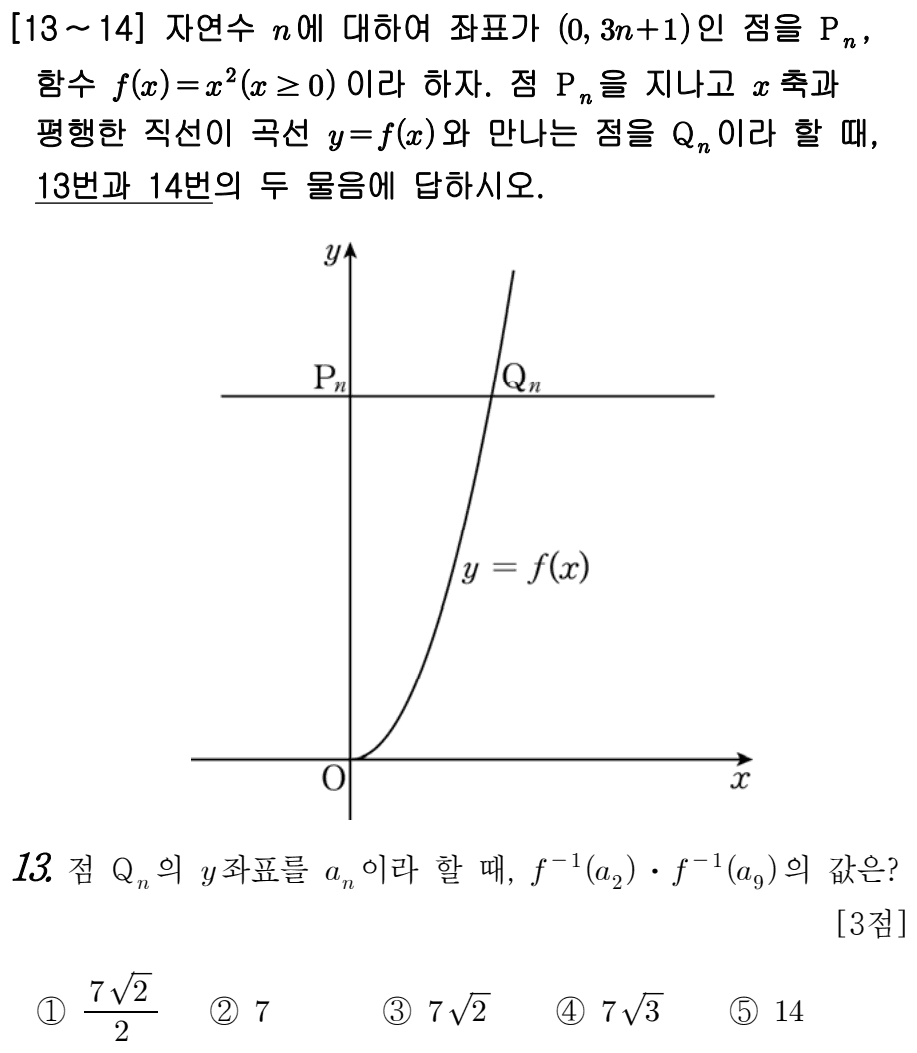 [13～14] 자연수 n에 대하여 좌표가 (0, 3n+1)인 점을 Pₙ,
함수 f(x)=x²(x ≥ 0)이라 하자. 점 Pₙ을 지나고 x축과
평행한 직선이 곡선 y=f(x)와 만나는 점을 Qₙ이라 할 때,
13번과 14번의 두 물음에 답하시오.
y
Pₙ Qₙ
y = f(x)
O x
13. 점 Qₙ의 y좌표를 aₙ이라 할 때, f⁻¹(a₂)・f⁻¹(a₉)의 값은?
[3점]
① 7√2/2 ② 7 ③ 7√2 ④ 7√3 ⑤ 14